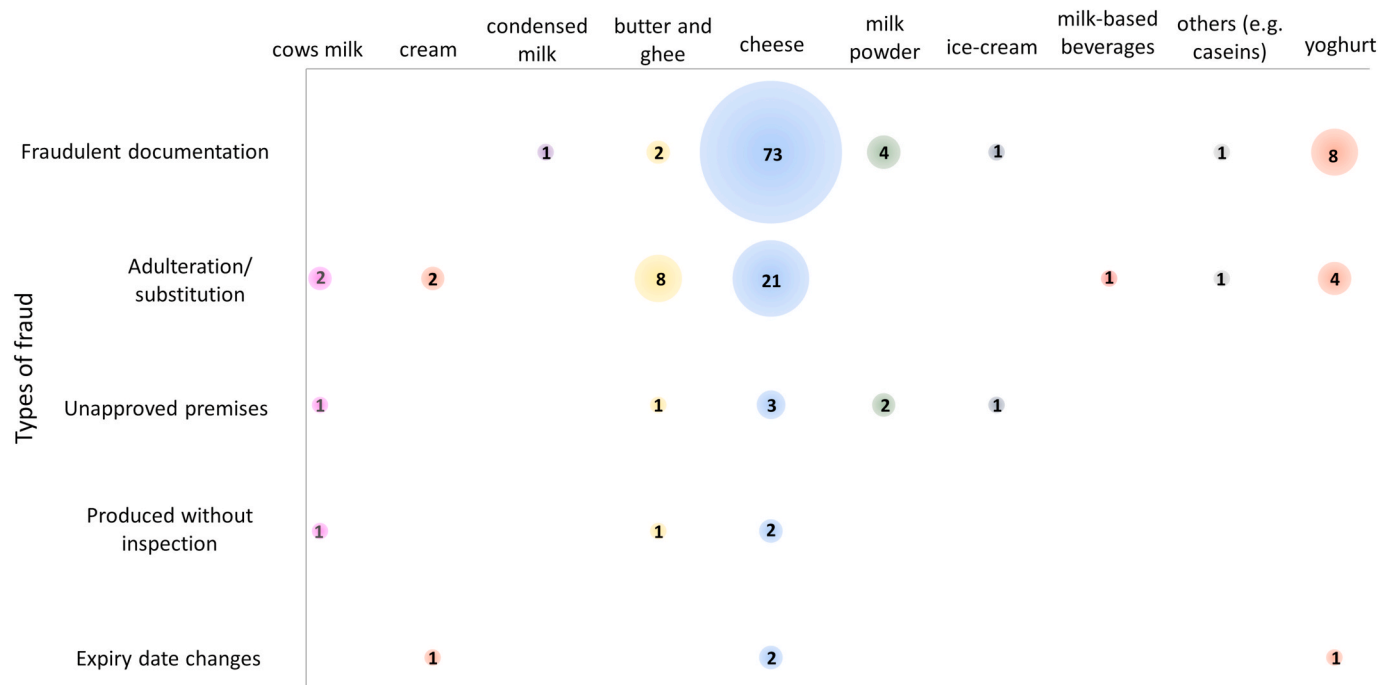 cows milk
cream
condensed
milk
butter and
ghee
cheese
milk
powder
ice-cream
milk-based
beverages
others (e.g.
caseins)
yoghurt
Types of fraud
Fraudulent documentation
1
2
73
4
1
1
8
Adulteration/
substitution
2
2
8
21
1
1
4
Unapproved premises
1
1
3
2
1
Produced without
inspection
1
1
2
Expiry date changes
1
2
1